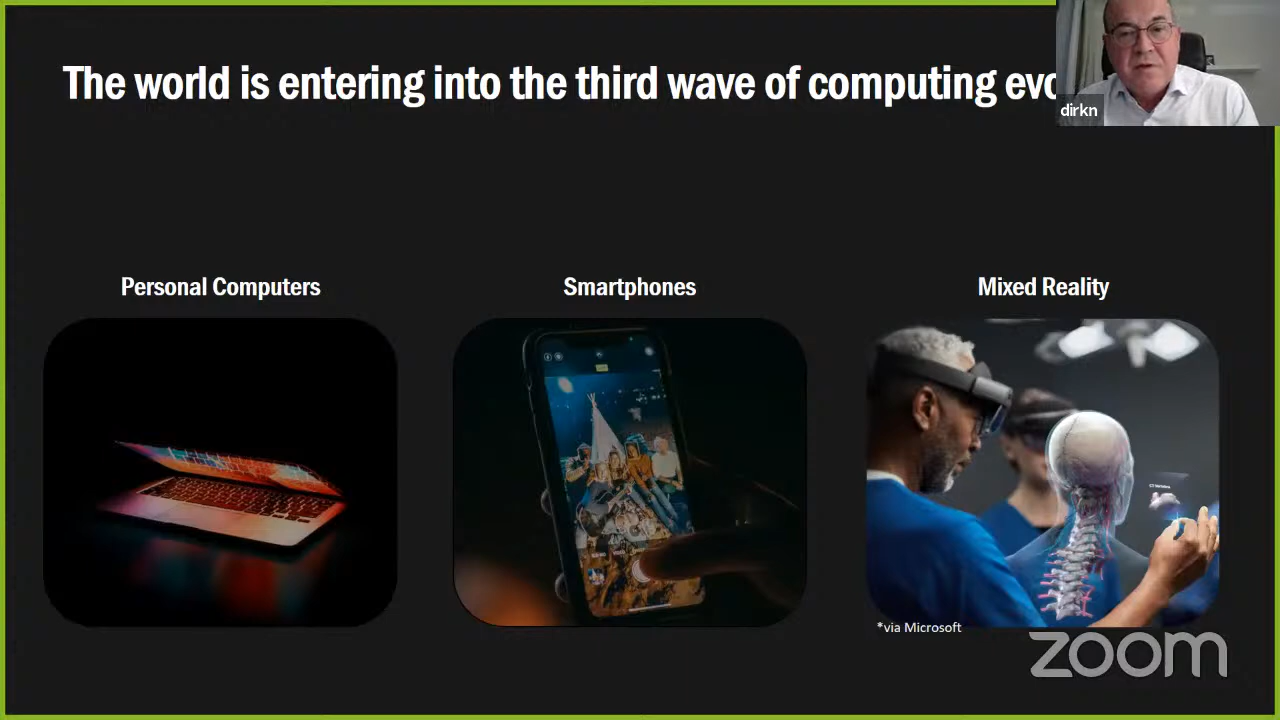 The world is entering into the third wave of computing evo
dirkn
Personal Computers
Smartphones
Mixed Reality
*via Microsoft
zoom